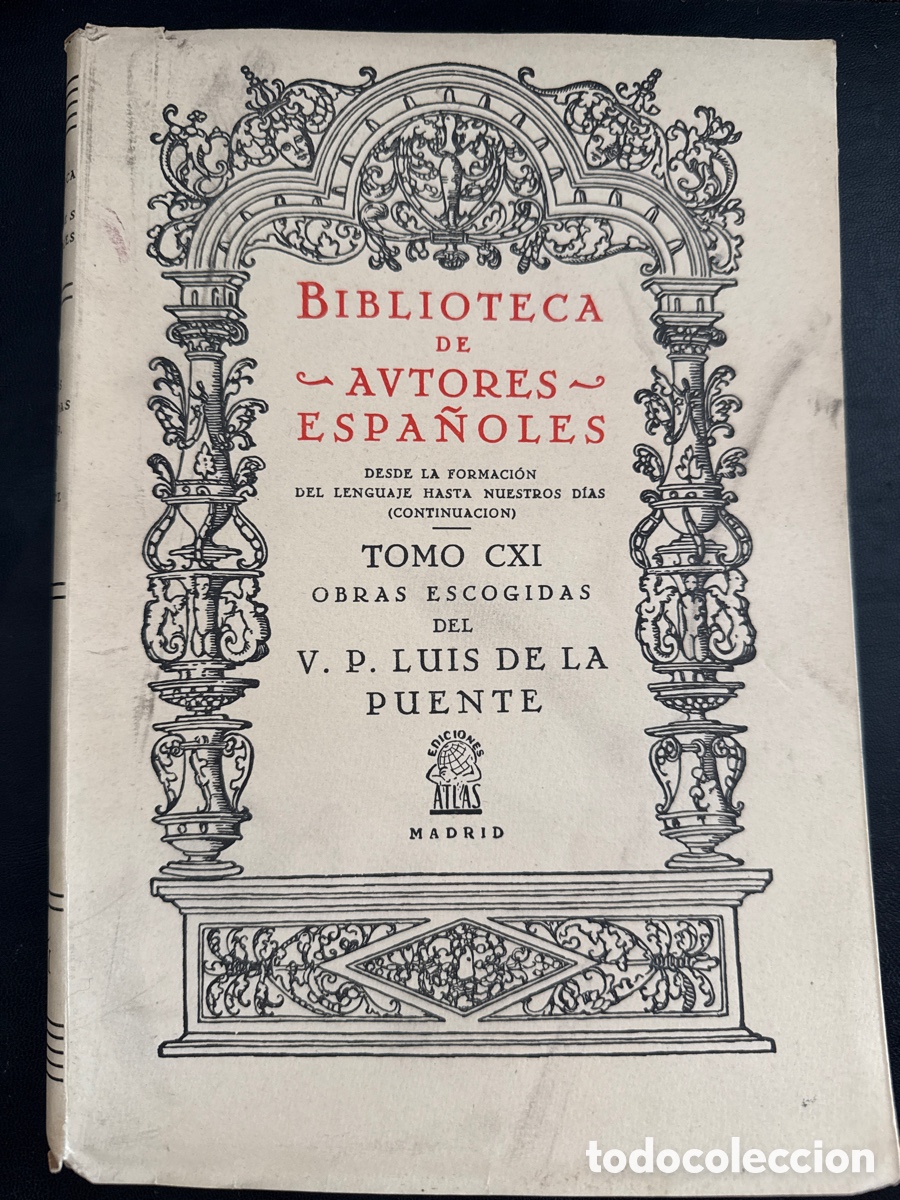 BIBLIOTECA
DE
AVTORES
ESPAÑOLES
DESDE LA FORMACIÓN
DEL LENGUAJE HASTA NUESTROS DÍAS
(CONTINUACION)
TOMO CXI
OBRAS ESCOGIDAS
DEL
V. P. LUIS DE LA
PUENTE
EDICIONES
ATLAS
MADRID
todocoleccion